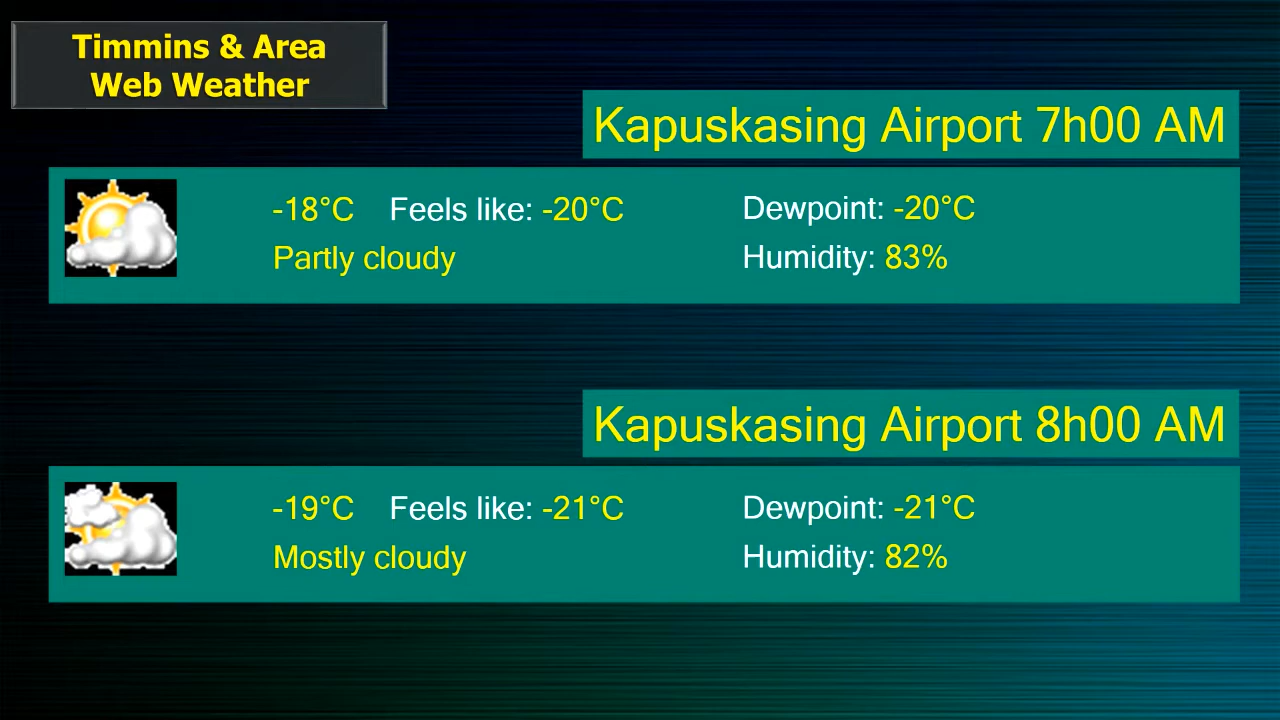 Timmins & Area
Web Weather
Kapuskasing Airport 7h00 AM
-18°C Feels like: -20°C Dewpoint: -20°C
Partly cloudy Humidity: 83%
Kapuskasing Airport 8h00 AM
-19°C Feels like: -21°C Dewpoint: -21°C
Mostly cloudy Humidity: 82%